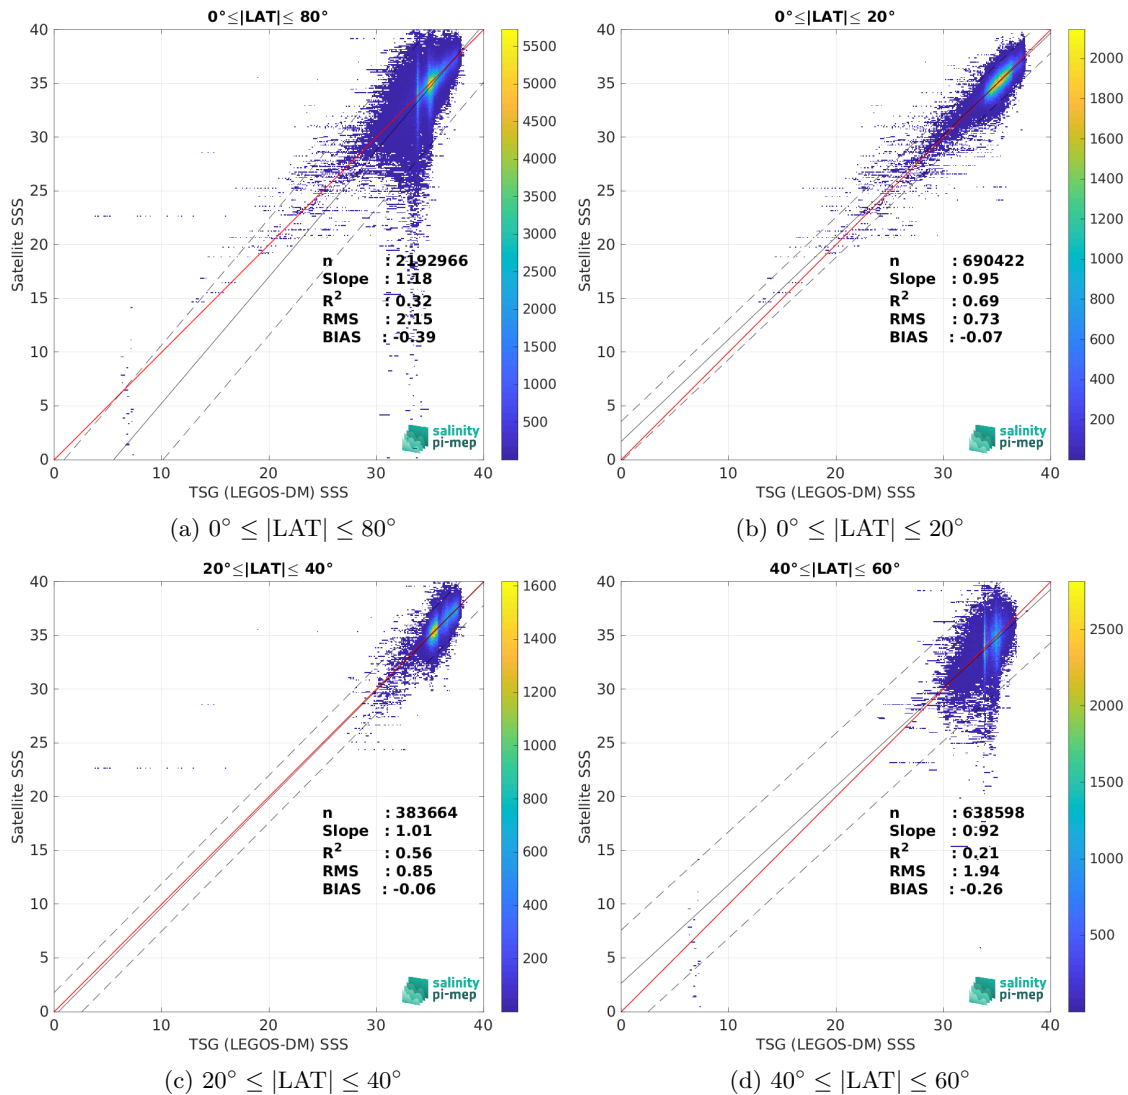 0°≤|LAT|≤ 80°
40
35
30
25
20
15
10
5
0
0
10
20
30
40
Satellite SSS
TSG (LEGOS-DM) SSS
n : 2192966
Slope : 1.18
R2 : 0.32
RMS : 2.15
BIAS : -0.39
salinity
pi-mep
5500
5000
4500
4000
3500
3000
2500
2000
1500
1000
500
(a) 0° ≤ |LAT| ≤ 80°
0°≤|LAT|≤ 20°
40
35
30
25
20
15
10
5
0
0
10
20
30
40
Satellite SSS
TSG (LEGOS-DM) SSS
n : 690422
Slope : 0.95
R2 : 0.69
RMS : 0.73
BIAS : -0.07
salinity
pi-mep
2000
1800
1600
1400
1200
1000
800
600
400
200
(b) 0° ≤ |LAT| ≤ 20°
20°≤|LAT|≤ 40°
40
35
30
25
20
15
10
5
0
0
10
20
30
40
Satellite SSS
TSG (LEGOS-DM) SSS
n : 383664
Slope : 1.01
R2 : 0.56
RMS : 0.85
BIAS : -0.06
salinity
pi-mep
1600
1400
1200
1000
800
600
400
200
(c) 20° ≤ |LAT| ≤ 40°
40°≤|LAT|≤ 60°
40
35
30
25
20
15
10
5
0
0
10
20
30
40
Satellite SSS
TSG (LEGOS-DM) SSS
n : 638598
Slope : 0.92
R2 : 0.21
RMS : 1.94
BIAS : -0.26
salinity
pi-mep
2500
2000
1500
1000
500
(d) 40° ≤ |LAT| ≤ 60°